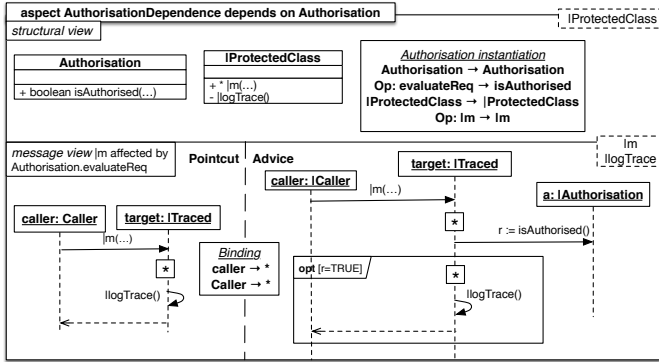 aspect AuthorisationDependence depends on Authorisation
|ProtectedClass
structural view
Authorisation
+ boolean isAuthorised(…)
|ProtectedClass
+ * |m(…)
- |logTrace()
Authorisation instantiation
Authorisation → Authorisation
Op: evaluateReq → isAuthorised
|ProtectedClass → |ProtectedClass
Op: |m → |m
message view |m affected by
Authorisation.evaluateReq
Pointcut
Advice
|m
|logTrace
caller: Caller
target: |Traced
|m(…)
*
|logTrace()
Binding
caller → *
Caller → *
caller: |Caller
target: |Traced
a: |Authorisation
|m(…)
*
r := isAuthorised()
opt [r=TRUE]
*
|logTrace()